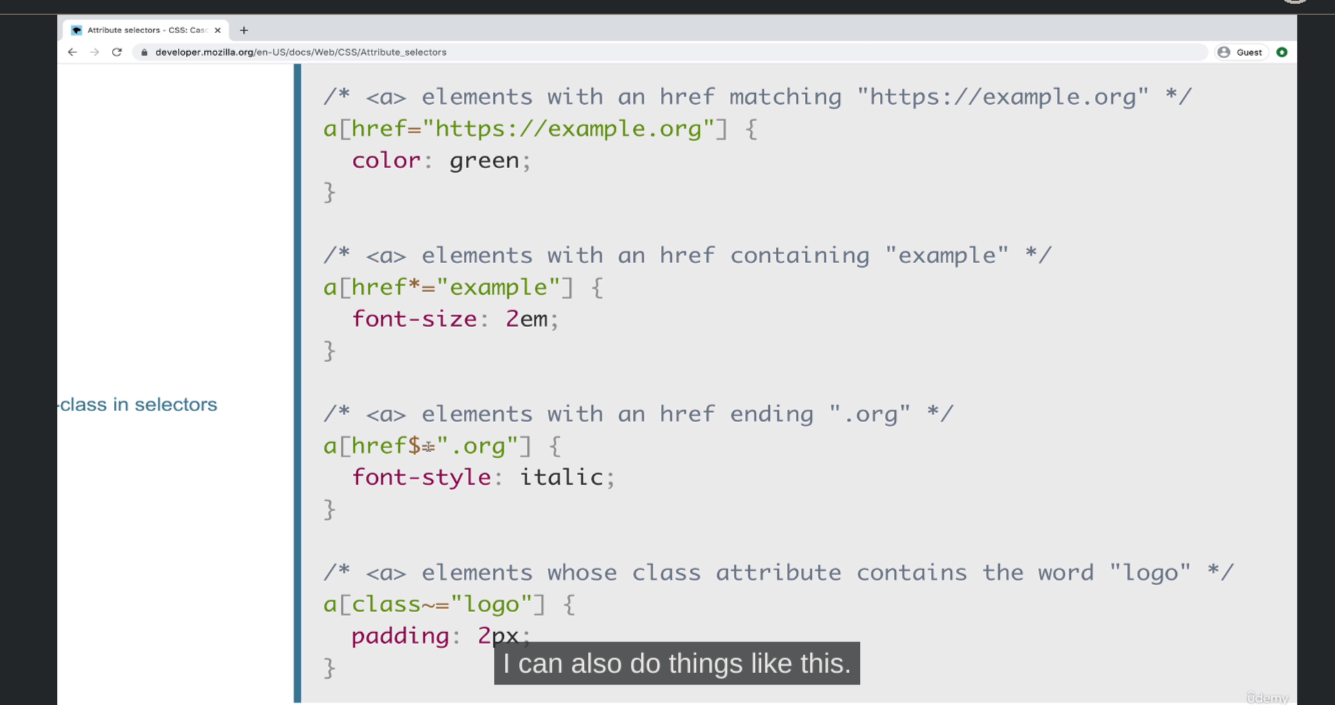 Attribute selectors - CSS: Casc
developer.mozilla.org/en-US/docs/Web/CSS/Attribute_selectors
Guest
/* <a> elements with an href matching "https://example.org" */
a[href="https://example.org"] {
color: green;
}
/* <a> elements with an href containing "example" */
a[href*="example"] {
font-size: 2em;
}
-class in selectors
/* <a> elements with an href ending ".org" */
a[href$=".org"] {
font-style: italic;
}
/* <a> elements whose class attribute contains the word "logo" */
a[class~="logo"] {
padding: 2px;
}
I can also do things like this.
ûdemy